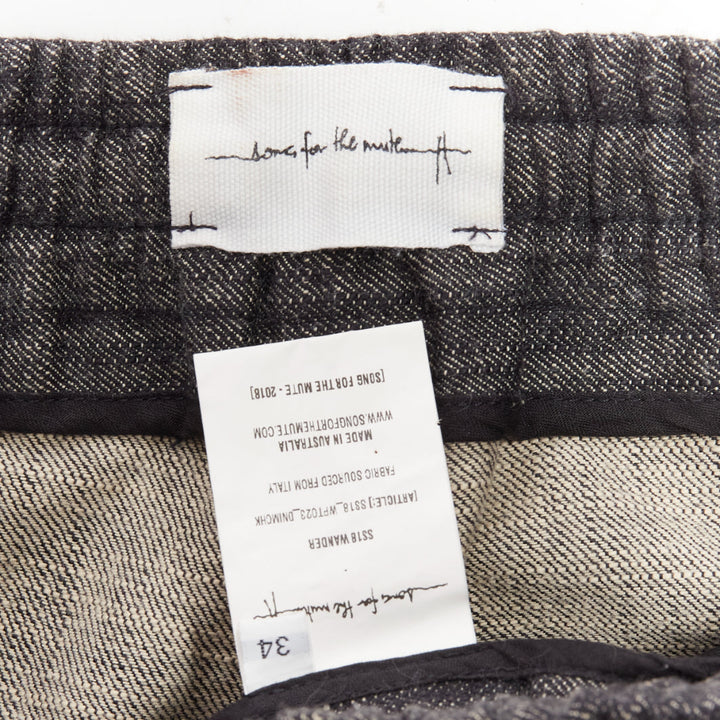 song for the mute
song for the mute
34
SS18 WANDER
[ARTICLE:] SS18_WPT023_DNIMCHK
FABRIC SOURCED FROM ITALY
MADE IN AUSTRALIA
WWW.SONGFORTHEMUTE.COM
[SONG FOR THE MUTE - 2018]